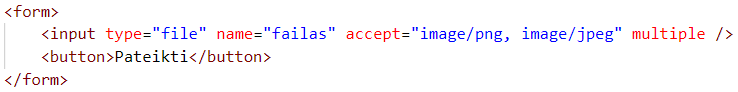 <form>
<input type="file" name="failas" accept="image/png, image/jpeg" multiple />
<button>Pateikti</button>
</form>